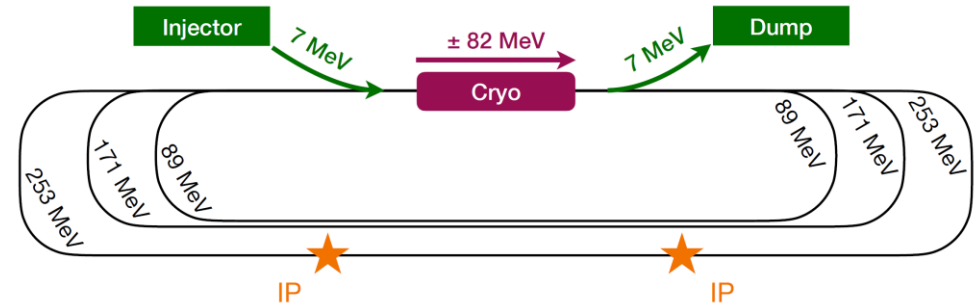 Injector
7 MeV
± 82 MeV
Cryo
7 MeV
Dump
253 MeV
171 MeV
89 MeV
89 MeV
171 MeV
253 MeV
IP
IP